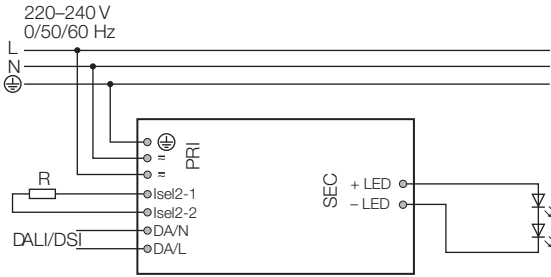 220–240 V
0/50/60 Hz
L
N
PRI
≂
=
R
Isel2-1
Isel2-2
DALI/DSI
DA/N
DA/L
SEC
+ LED
– LED